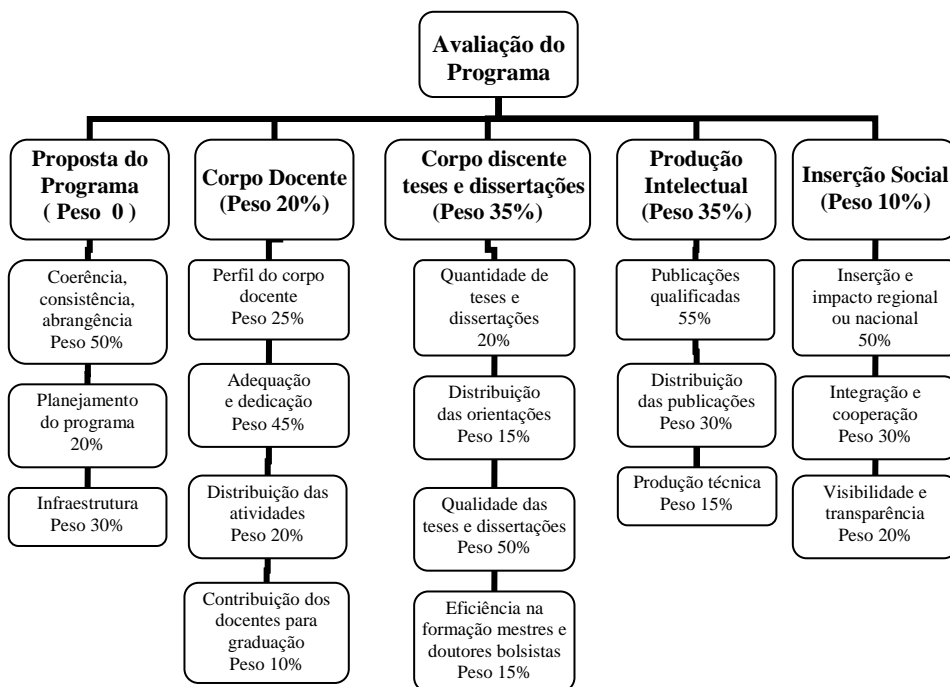 Avaliação do
Programa
Proposta do
Programa
( Peso 0 )
Coerência,
consistência,
abrangência
Peso 50%
Planejamento
do programa
20%
Infraestrutura
Peso 30%
Corpo Docente
(Peso 20%)
Perfil do corpo
docente
Peso 25%
Adequação
e dedicação
Peso 45%
Distribuição das
atividades
Peso 20%
Contribuição dos
docentes para
graduação
Peso 10%
Corpo discente
teses e dissertações
(Peso 35%)
Quantidade de
teses e
dissertações
20%
Distribuição
das orientações
Peso 15%
Qualidade das
teses e dissertações
Peso 50%
Eficiência na
formação mestres e
doutores bolsistas
Peso 15%
Produção
Intelectual
(Peso 35%)
Publicações
qualificadas
55%
Distribuição
das publicações
Peso 30%
Produção técnica
Peso 15%
Inserção Social
(Peso 10%)
Inserção e
impacto regional
ou nacional
50%
Integração e
cooperação
Peso 30%
Visibilidade e
transparência
Peso 20%